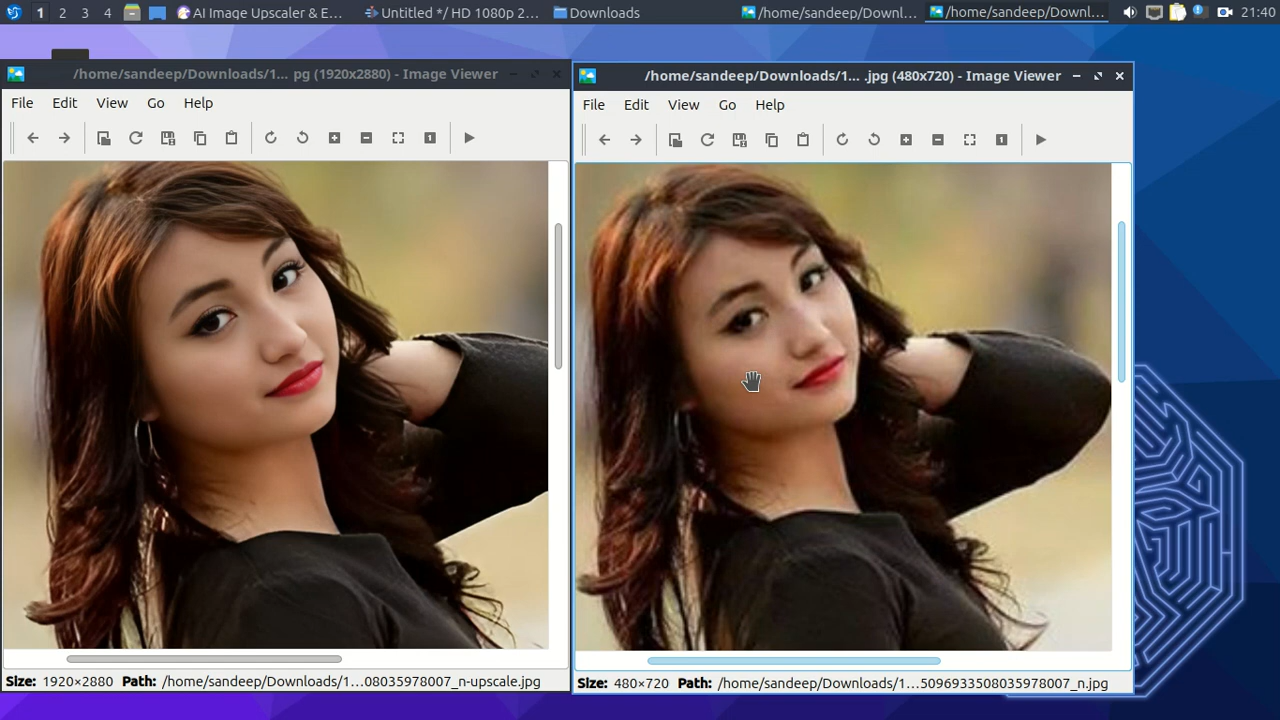 1 2 3 4 AI Image Upscaler & E... Untitled */ HD 1080p 2... Downloads /home/sandeep/Downl... /home/sandeep/Downl... 21:40
/home/sandeep/Downloads/1... pg (1920x2880) - Image Viewer
File Edit View Go Help
Size: 1920×2880 Path: /home/sandeep/Downloads/1...08035978007_n-upscale.jpg
/home/sandeep/Downloads/1... .jpg (480x720) - Image Viewer
File Edit View Go Help
Size: 480×720 Path: /home/sandeep/Downloads/1...5096933508035978007_n.jpg